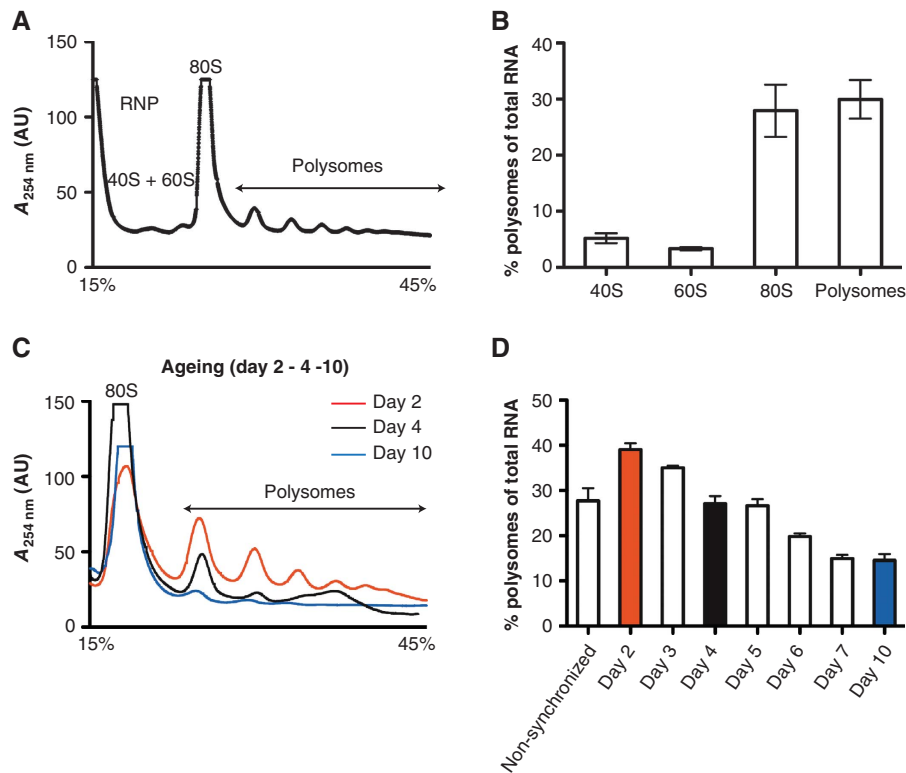 A
A254 nm (AU)
150
100
50
0
RNP
40S + 60S
80S
Polysomes
15%
45%
B
% polysomes of total RNA
40
30
20
10
0
40S
60S
80S
Polysomes
C
Ageing (day 2 - 4 -10)
A254 nm (AU)
150
100
50
0
80S
Day 2
Day 4
Day 10
Polysomes
15%
45%
D
% polysomes of total RNA
50
40
30
20
10
0
Non-synchronized
Day 2
Day 3
Day 4
Day 5
Day 6
Day 7
Day 10